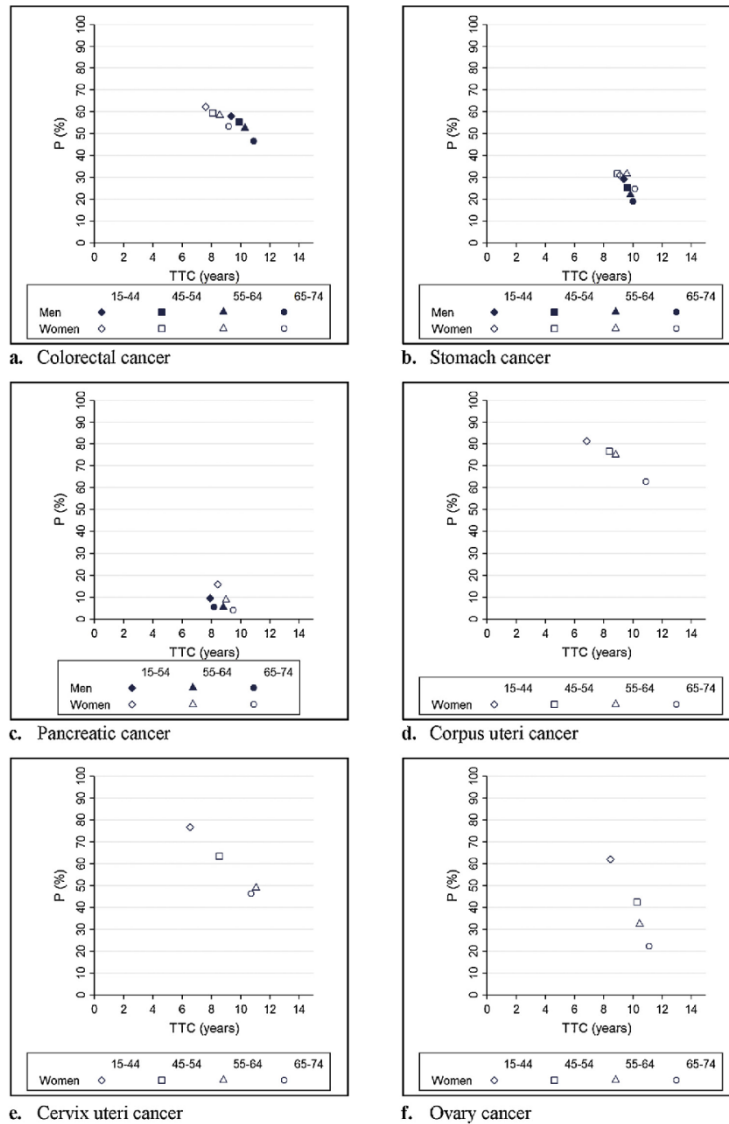 100
90
80
70
60
50
40
30
20
10
0
P (%)
0 2 4 6 8 10 12 14
TTC (years)
15-44 45-54 55-64 65-74
Men
Women
a. Colorectal cancer
100
90
80
70
60
50
40
30
20
10
0
P (%)
0 2 4 6 8 10 12 14
TTC (years)
15-44 45-54 55-64 65-74
Men
Women
b. Stomach cancer
100
90
80
70
60
50
40
30
20
10
0
P (%)
0 2 4 6 8 10 12 14
TTC (years)
15-54 55-64 65-74
Men
Women
c. Pancreatic cancer
100
90
80
70
60
50
40
30
20
10
0
P (%)
0 2 4 6 8 10 12 14
TTC (years)
15-44 45-54 55-64 65-74
Women
d. Corpus uteri cancer
100
90
80
70
60
50
40
30
20
10
0
P (%)
0 2 4 6 8 10 12 14
TTC (years)
15-44 45-54 55-64 65-74
Women
e. Cervix uteri cancer
100
90
80
70
60
50
40
30
20
10
0
P (%)
0 2 4 6 8 10 12 14
TTC (years)
15-44 45-54 55-64 65-74
Women
f. Ovary cancer